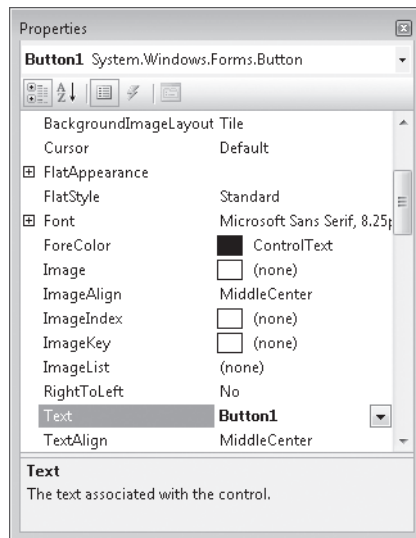 Properties
Button1 System.Windows.Forms.Button
BackgroundImageLayout Tile
Cursor Default
FlatAppearance
FlatStyle Standard
Font Microsoft Sans Serif, 8.25p
ForeColor ControlText
Image (none)
ImageAlign MiddleCenter
ImageIndex (none)
ImageKey (none)
ImageList (none)
RightToLeft No
Text Button1
TextAlign MiddleCenter
Text
The text associated with the control.